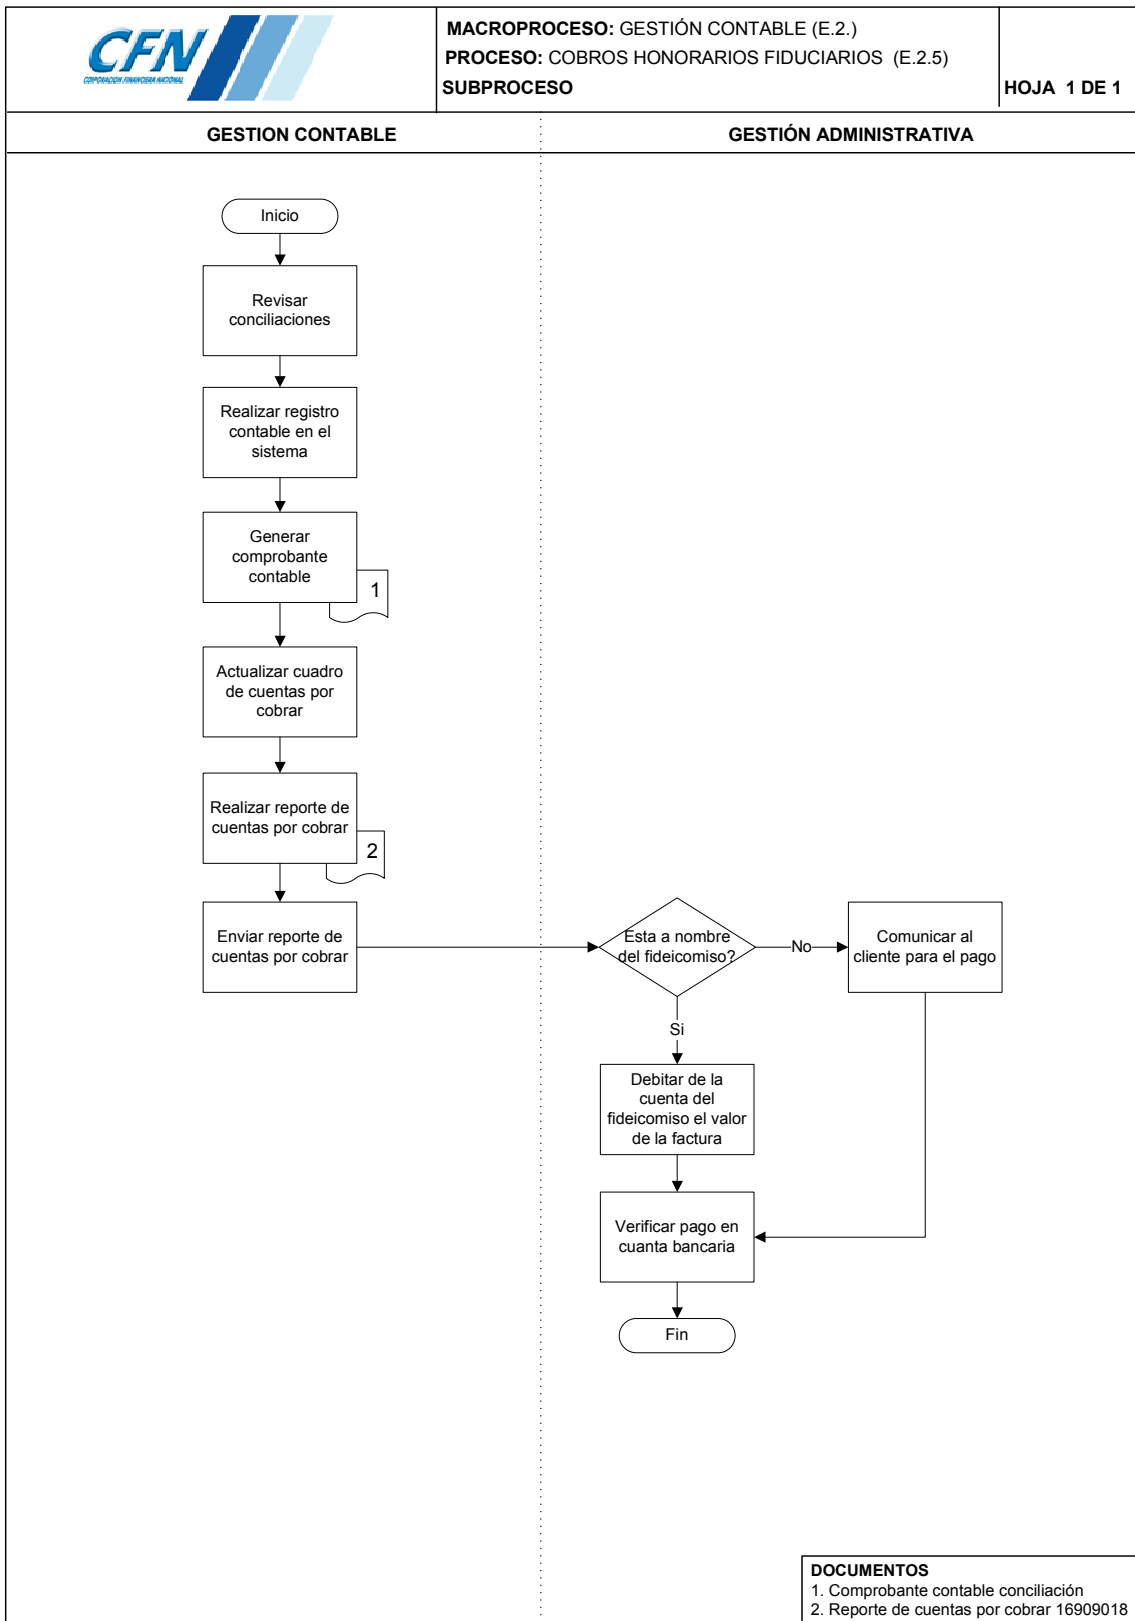 CFN
CORPORACION FINANCIERA NACIONAL
MACROPROCESO: GESTIÓN CONTABLE (E.2.)
PROCESO: COBROS HONORARIOS FIDUCIARIOS (E.2.5)
SUBPROCESO
HOJA 1 DE 1
GESTION CONTABLE
GESTIÓN ADMINISTRATIVA
Inicio
Revisar
conciliaciones
Realizar registro
contable en el
sistema
Generar
comprobante
contable
1
Actualizar cuadro
de cuentas por
cobrar
Realizar reporte de
cuentas por cobrar
2
Enviar reporte de
cuentas por cobrar
Esta a nombre
del fideicomiso?
No
Comunicar al
cliente para el pago
Si
Debitar de la
cuenta del
fideicomiso el valor
de la factura
Verificar pago en
cuanta bancaria
Fin
DOCUMENTOS
1. Comprobante contable conciliación
2. Reporte de cuentas por cobrar 16909018